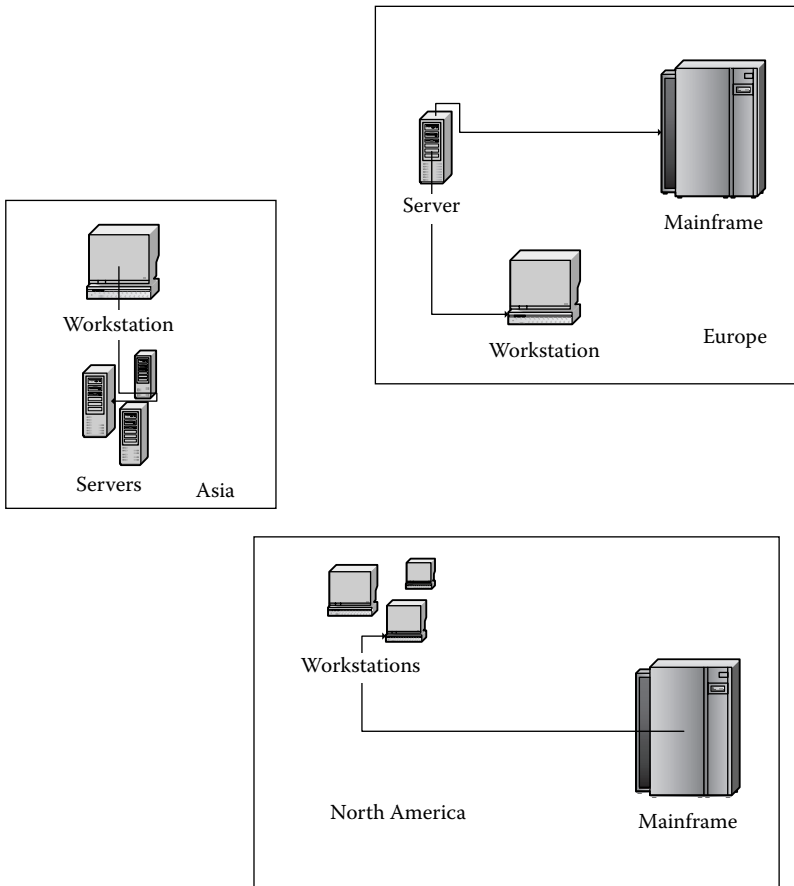 Server
Mainframe
Workstation
Europe
Workstation
Servers
Asia
Workstations
North America
Mainframe